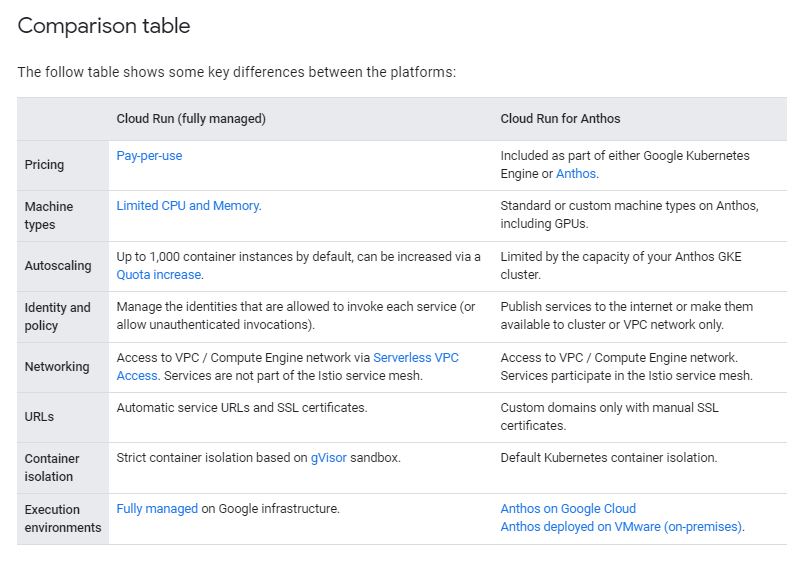 Comparison table
The follow table shows some key differences between the platforms:
Cloud Run (fully managed)
Cloud Run for Anthos
Pricing
Pay-per-use
Included as part of either Google Kubernetes
Engine or Anthos.
Machine
types
Limited CPU and Memory.
Standard or custom machine types on Anthos,
including GPUs.
Autoscaling
Up to 1,000 container instances by default, can be increased via a
Quota increase.
Limited by the capacity of your Anthos GKE
cluster.
Identity and
policy
Manage the identities that are allowed to invoke each service (or
allow unauthenticated invocations).
Publish services to the internet or make them
available to cluster or VPC network only.
Networking
Access to VPC / Compute Engine network via Serverless VPC
Access. Services are not part of the Istio service mesh.
Access to VPC / Compute Engine network.
Services participate in the Istio service mesh.
URLs
Automatic service URLs and SSL certificates.
Custom domains only with manual SSL
certificates.
Container
isolation
Strict container isolation based on gVisor sandbox.
Default Kubernetes container isolation.
Execution
environments
Fully managed on Google infrastructure.
Anthos on Google Cloud
Anthos deployed on VMware (on-premises).